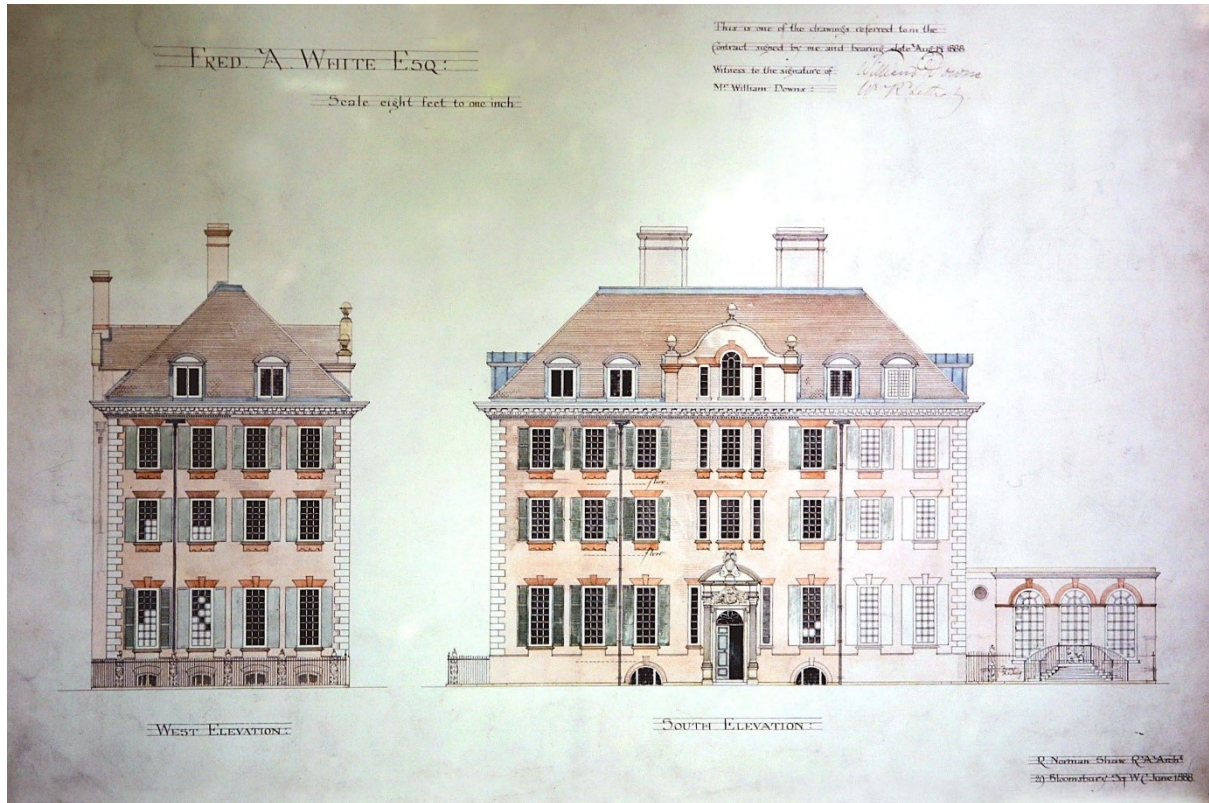 FRED. A. WHITE ESQ:
Scale eight feet to one inch
This is one of the drawings referred to in the
Contract signed by me and bearing date Aug
1888
Witness to the signature of
Mr William Downs:
William Downs
floor
floor
WEST ELEVATION:
SOUTH ELEVATION:
R. Norman Shaw R.A. Archt
29 Bloomsbury Sq W.C. June 1888